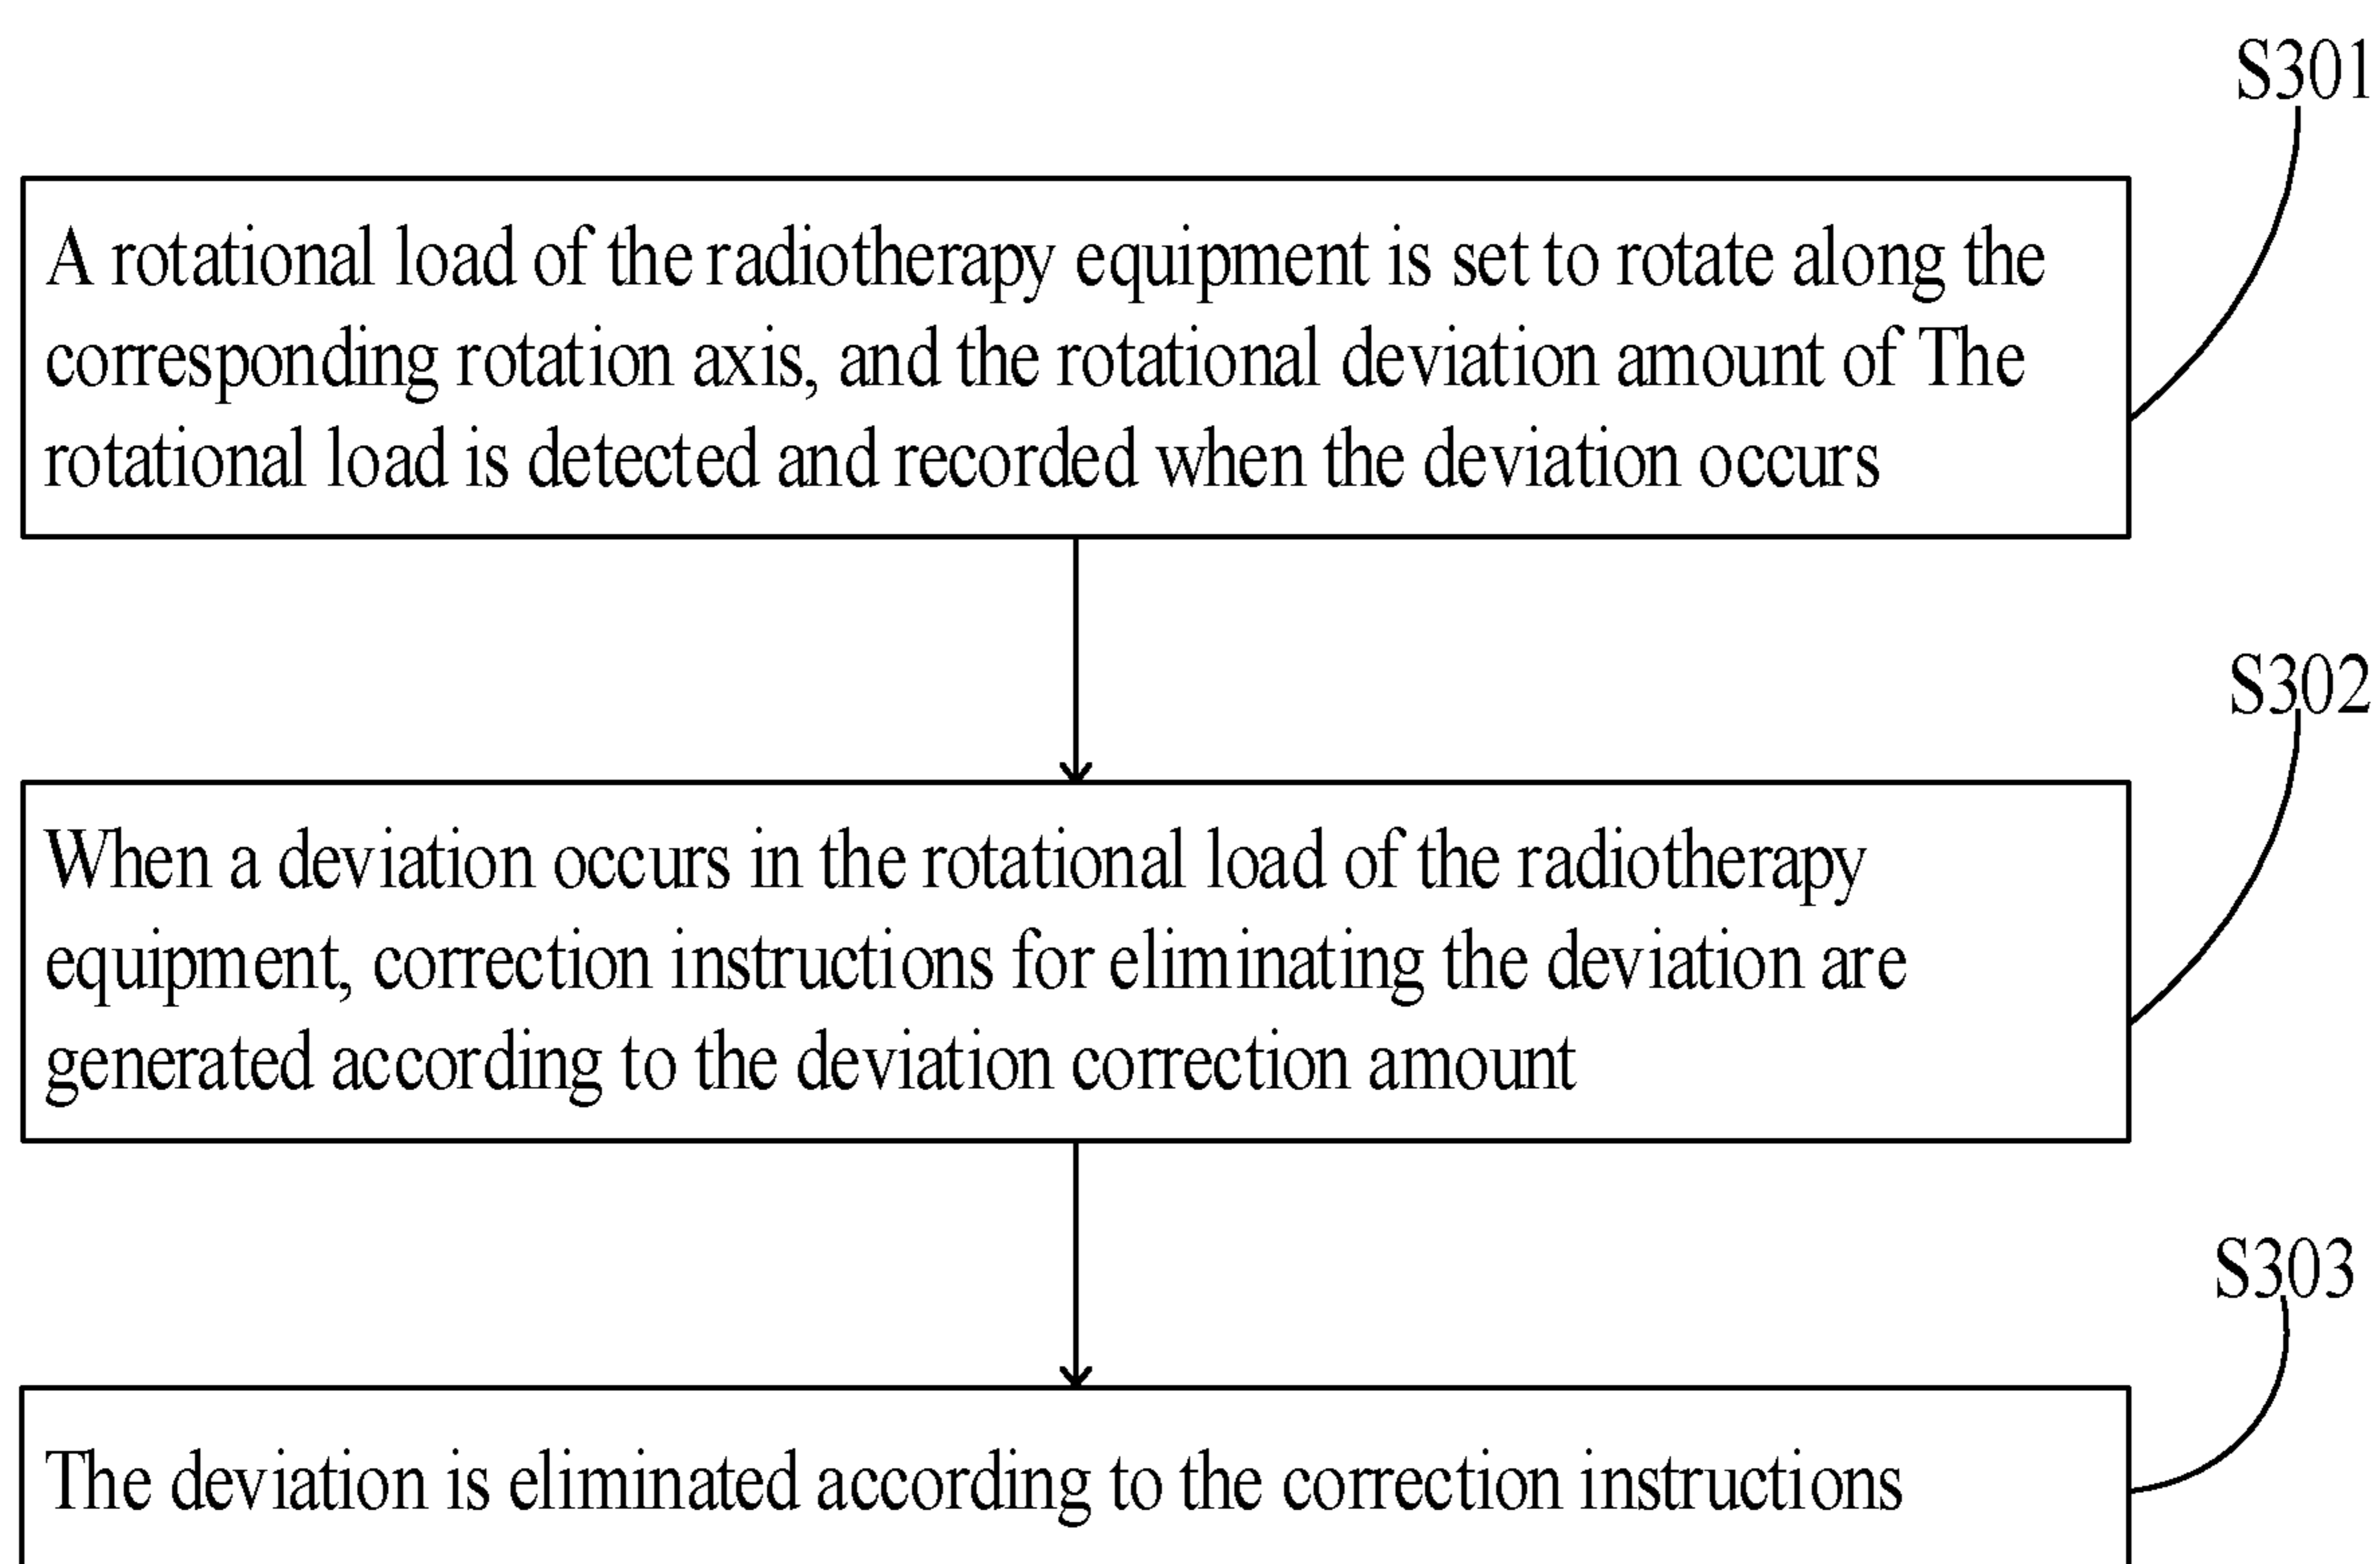 S301
A rotational load of the radiotherapy equipment is set to rotate along the
corresponding rotation axis, and the rotational deviation amount of The
rotational load is detected and recorded when the deviation occurs
S302
When a deviation occurs in the rotational load of the radiotherapy
equipment, correction instructions for eliminating the deviation are
generated according to the deviation correction amount
S303
The deviation is eliminated according to the correction instructions